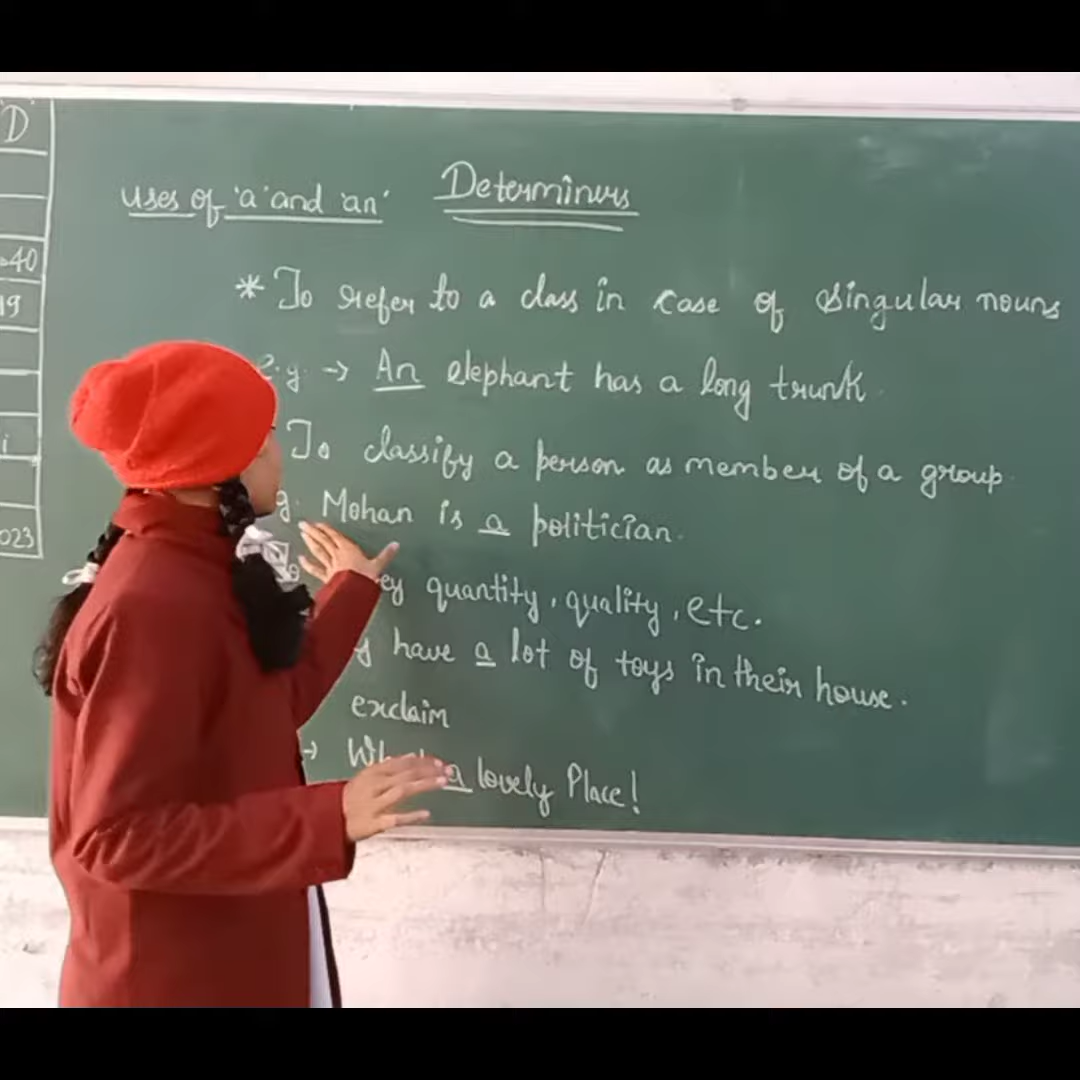 'D'
40
19
i
023
Determiners
uses of 'a' and 'an'
* To refer to a class in case of singular nouns
e.g. → An elephant has a long trunk.
To classify a person as member of a group.
g. Mohan is a politician.
ey quantity, quality, etc.
y have a lot of toys in their house.
exclaim
→ What a lovely Place!